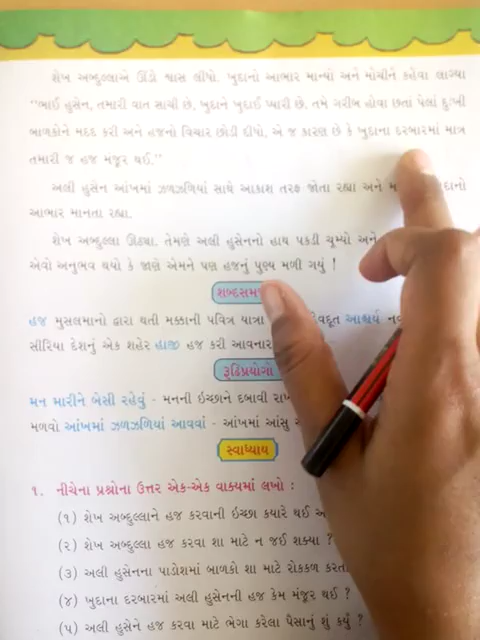 શેખ અબ્દુલ્લાએ ઊંડો શ્વાસ લીધો. ખુદાનો આભાર માન્યો અને મોચીને કહેવા લાગ્યા
“ભાઈ હુસેન, તમારી વાત સાચી છે, ખુદાને ખુદાઈ પ્યારી છે. તમે ગરીબ હોવા છતા પેલાં દુઃખી
બાળકોને મદદ કરી અને હજનો વિચાર છોડી દીધો, એ જ કારણ છે કે ખુદાના દરબારમાં માત્ર
તમારી જ હજ મજૂર થઈ.”
અલી હુસેન આંખમાં ઝળઝળિયાં સાથે આકાશ તરફ જોતા રહ્યા અને
આભાર માનતા રહ્યા.
શેખ અબ્દુલ્લા ઊઠ્યા. તેમણે અલી હુસેનનો હાથ પકડી ચૂમ્યો અને
એવો અનુભવ થયો કે જાણે એમને પણ હજનું પુણ્ય મળી ગયું !
હજ મુસલમાનો દ્વારા થતી મક્કાની પવિત્ર યાત્રા આશ્ચર્ય
સીરિયા દેશનું એક શહેર હાજી હજ કરી આવનાર
રૂઢિપ્રયોગો
મન મારીને બેસી રહેવું - મનની ઇચ્છાને દબાવી
મળવો આંખમાં ઝળઝળિયાં આવવાં - આંખમાં આંસુ
સ્વાધ્યાય
૧. નીચેના પ્રશ્નોના ઉત્તર એક-એક વાક્યમાં લખો :
(૧) શેખ અબ્દુલ્લાને હજ કરવાની ઇચ્છા કયારે થઈ
(૨) શેખ અબ્દુલ્લા હજ કરવા શા માટે ન જઈ શક્યા ?
(૩) અલી હુસેનના પાડોશમાં બાળકો શા માટે રોકકળ કરતા
(૪) ખુદાના દરબારમાં અલી હુસેનની હજ કેમ મંજૂર થઈ ?
(૫) અલી હુસેને હજ કરવા માટે ભેગા કરેલા પૈસાનું શું કર્યું ?